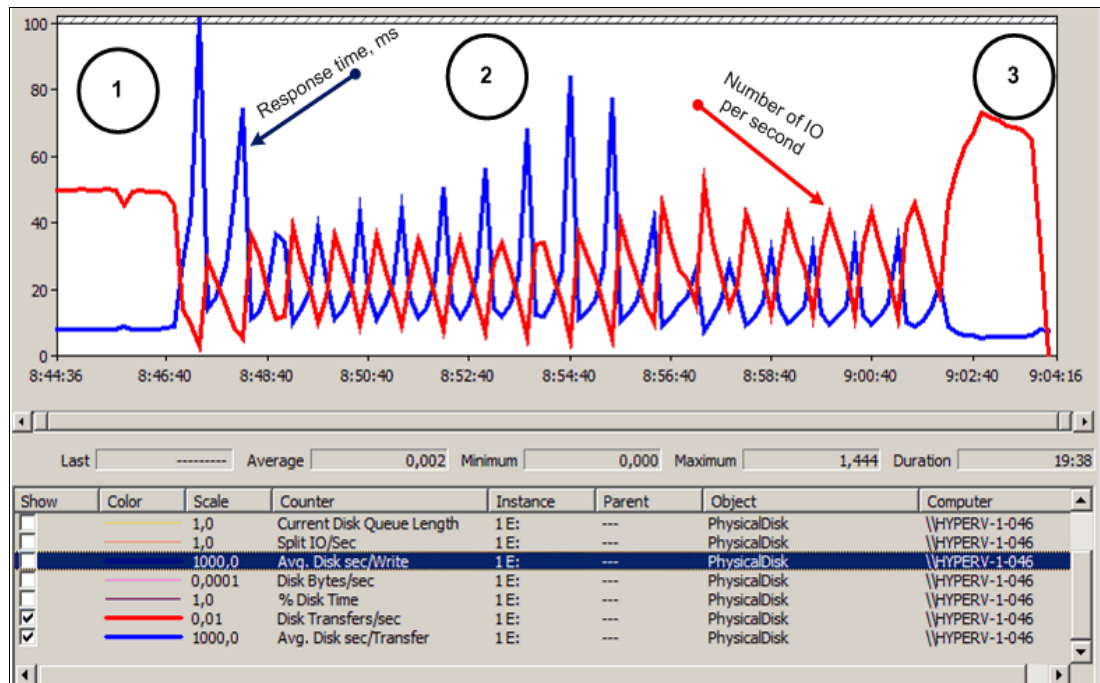 100
80
60
40
20
0
1
2
3
Response time, ms
Number of IO
per second
8:44:36 8:46:40 8:48:40 8:50:40 8:52:40 8:54:40 8:56:40 8:58:40 9:00:40 9:02:40 9:04:16
Last --------- Average 0,002 Minimum 0,000 Maximum 1,444 Duration 19:38
Show Color Scale Counter Instance Parent Object Computer
1,0 Current Disk Queue Length 1 E: --- PhysicalDisk \\HYPERV-1-046
1,0 Split IO/Sec 1 E: --- PhysicalDisk \\HYPERV-1-046
1000,0 Avg. Disk sec/Write 1 E: --- PhysicalDisk \\HYPERV-1-046
0,0001 Disk Bytes/sec 1 E: --- PhysicalDisk \\HYPERV-1-046
1,0 % Disk Time 1 E: --- PhysicalDisk \\HYPERV-1-046
0,01 Disk Transfers/sec 1 E: --- PhysicalDisk \\HYPERV-1-046
1000,0 Avg. Disk sec/Transfer 1 E: --- PhysicalDisk \\HYPERV-1-046